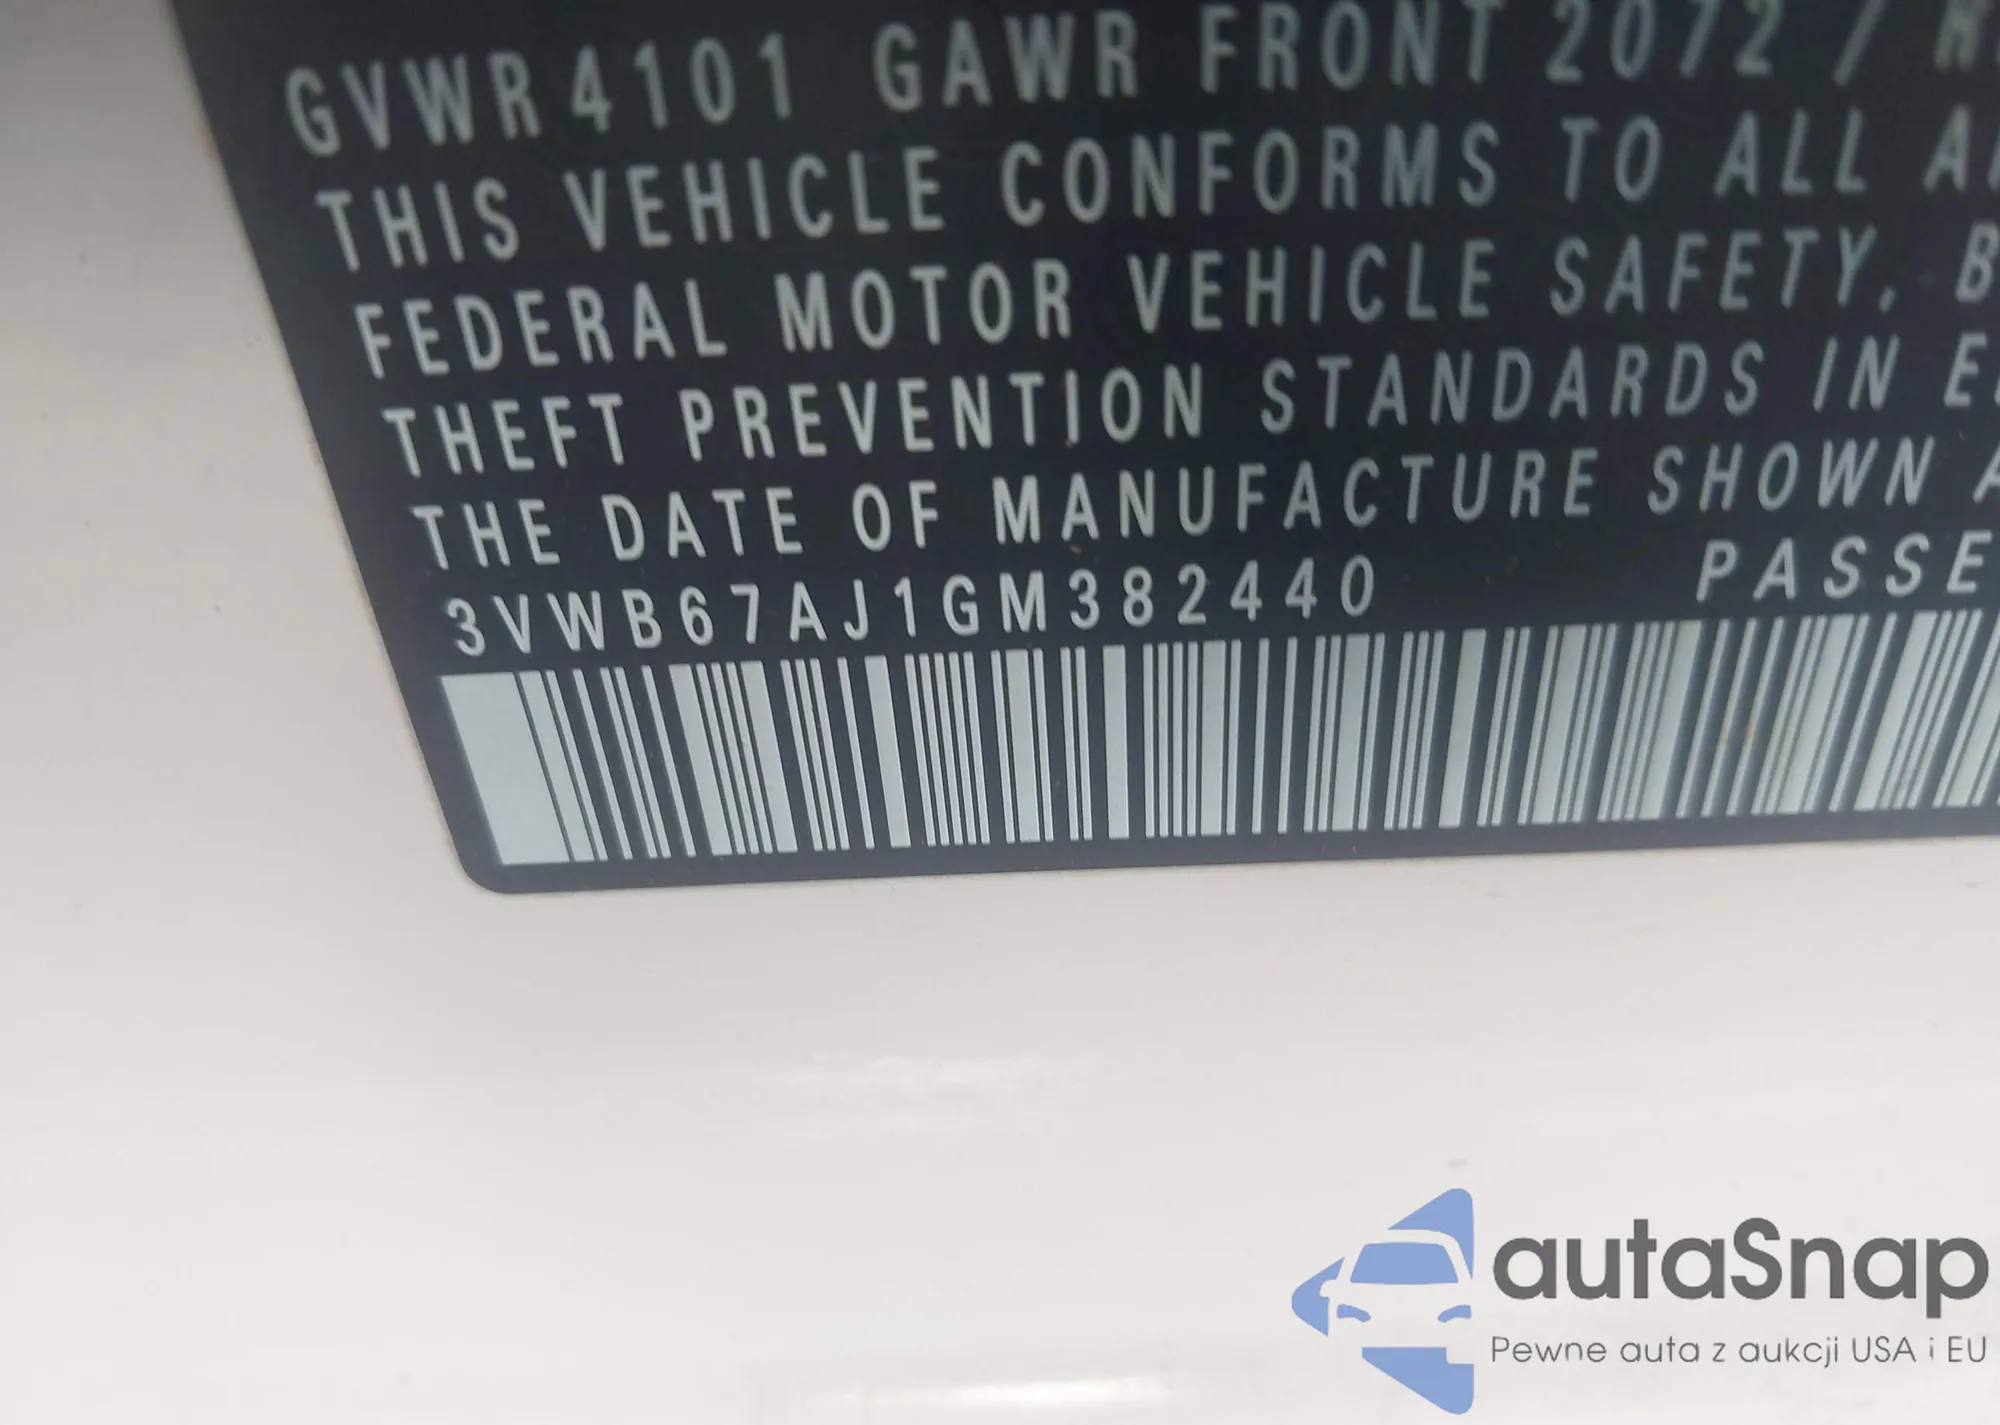 GVWR 4101 GAWR FRONT 2072 /
THIS VEHICLE CONFORMS TO ALL
FEDERAL MOTOR VEHICLE SAFETY,
THEFT PREVENTION STANDARDS IN
THE DATE OF MANUFACTURE SHOWN
3VWB67AJ1GM382440 PASSE
autaSnap
Pewne auta z aukcji USA i EU